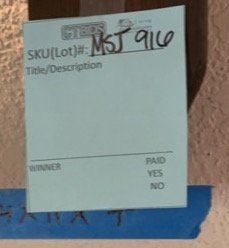 SKU(Lot)#: MSJ 916
Title/Description
WINNER PAID
YES
NO